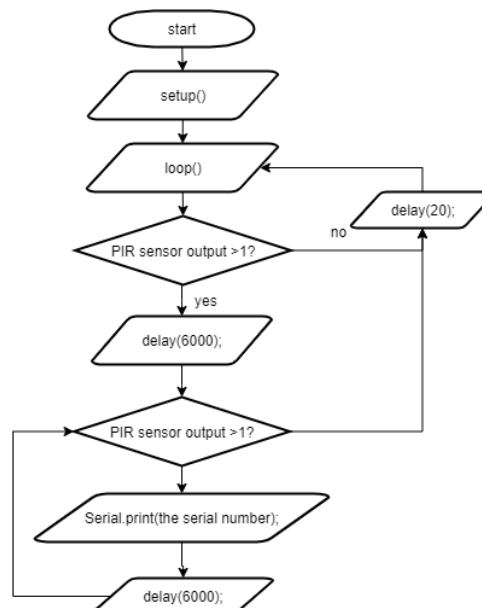 start
setup()
loop()
delay(20);
PIR sensor output >1?
no
yes
delay(6000);
PIR sensor output >1?
Serial.print(the serial number);
delay(6000);